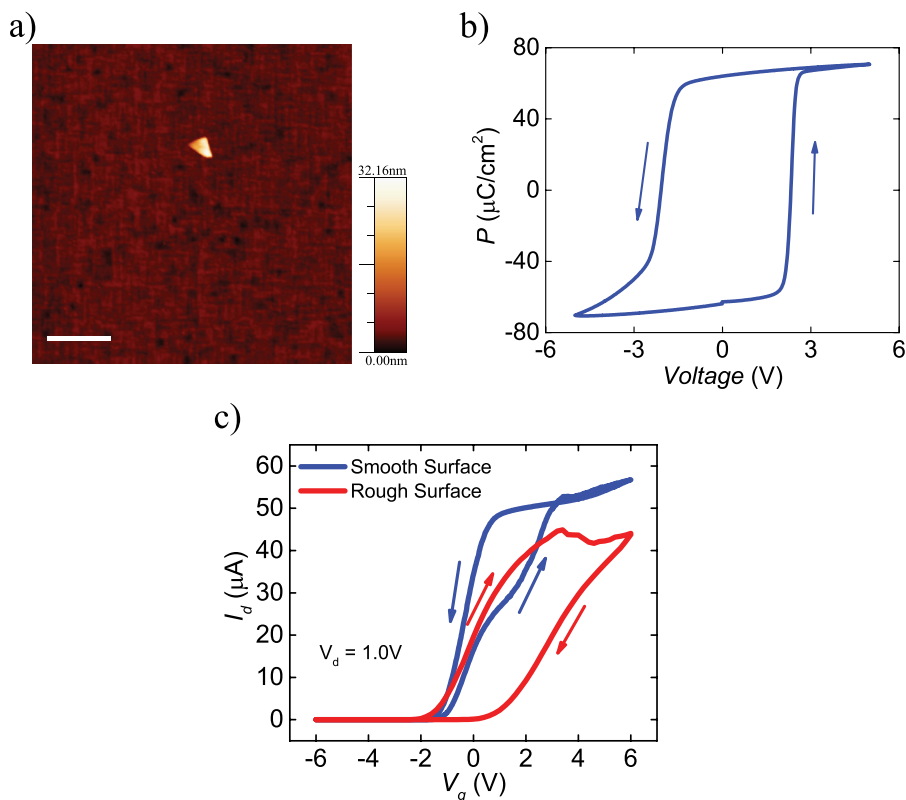 a)
32.16nm
0.00nm
b)
80
40
0
-40
-80
P (μC/cm²)
-6 -3 0 3 6
Voltage (V)
c)
60
50
40
30
20
10
0
I_d (μA)
Smooth Surface
Rough Surface
V_d = 1.0V
-6 -4 -2 0 2 4 6
V_g (V)